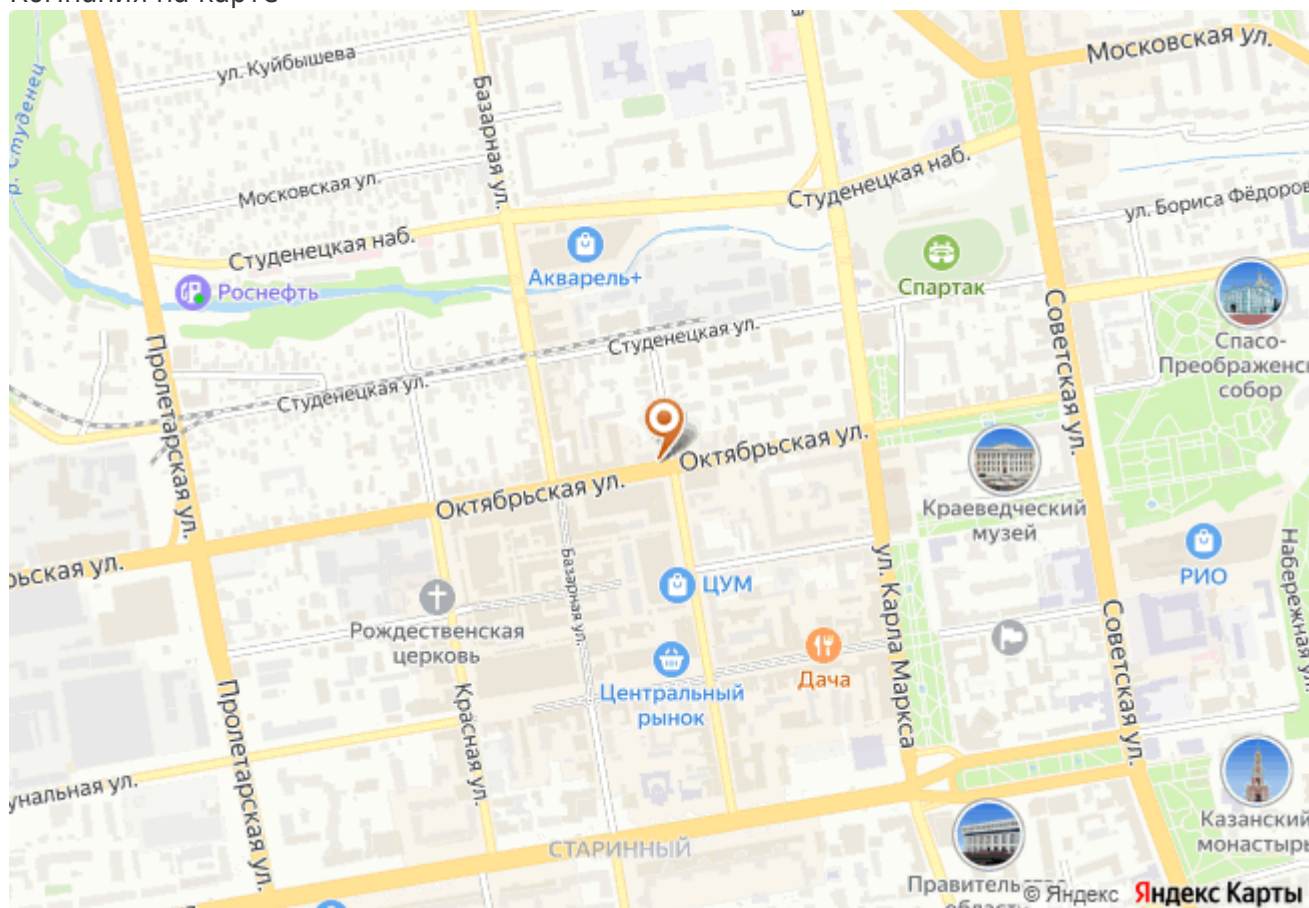 Компания на карте
ул. Куйбышева
Московская ул.
р. Студенец
Базарная ул.
Московская ул.
Студенецкая наб.
ул. Бориса Фёдоров
Студенецкая наб.
Акварель+
Роснефть
Спартак
Советская ул.
Спасо-
Преображенс
собор
Студенецкая ул.
Пролетарская ул.
Студенецкая ул.
Октябрьская ул.
Октябрьская ул.
Краеведческий
музей
РИО
Набережная ул
рьская ул.
Базарная ул.
ЦУМ
ул. Карла Маркса
Рождественская
церковь
Советская ул.
Центральный
рынок
Дача
Пролетарская ул.
Красная ул.
унальная ул.
Казанский
монастырь
СТАРИННЫЙ
Правительство
области
© Яндекс Яндекс Карты